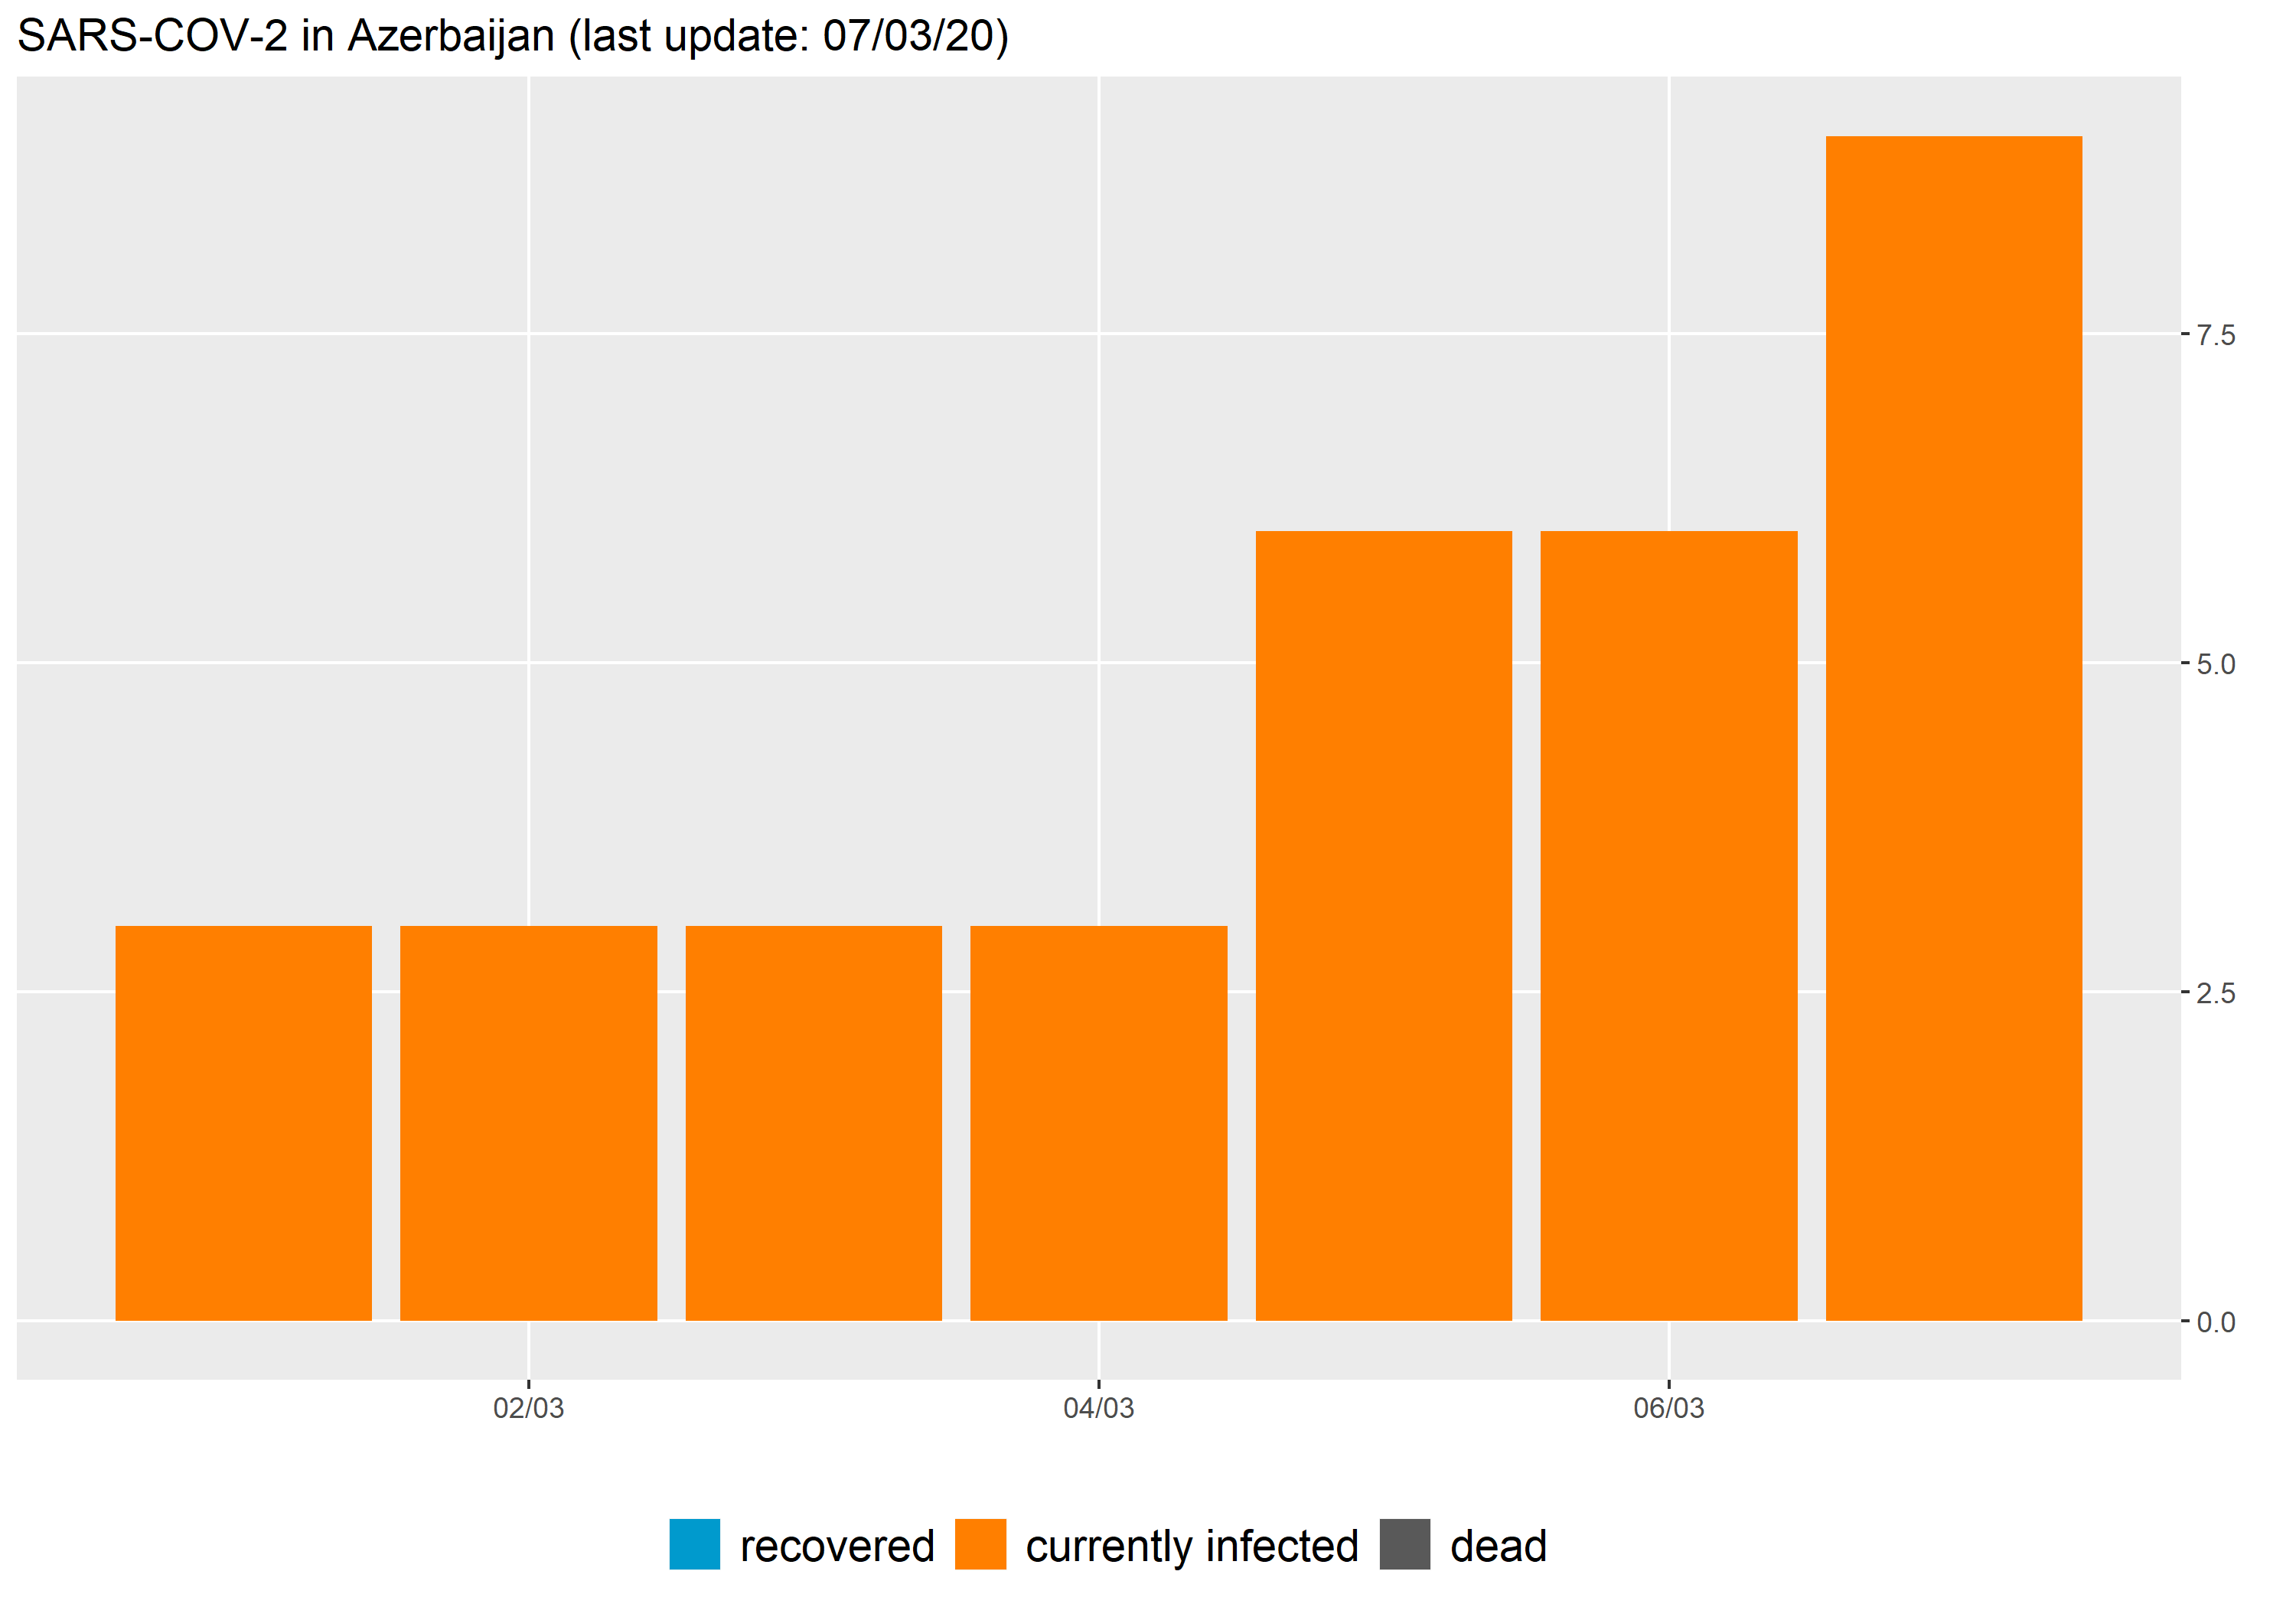 SARS-COV-2 in Azerbaijan (last update: 07/03/20)
7.5
5.0
2.5
0.0
02/03 04/03 06/03
recovered currently infected dead